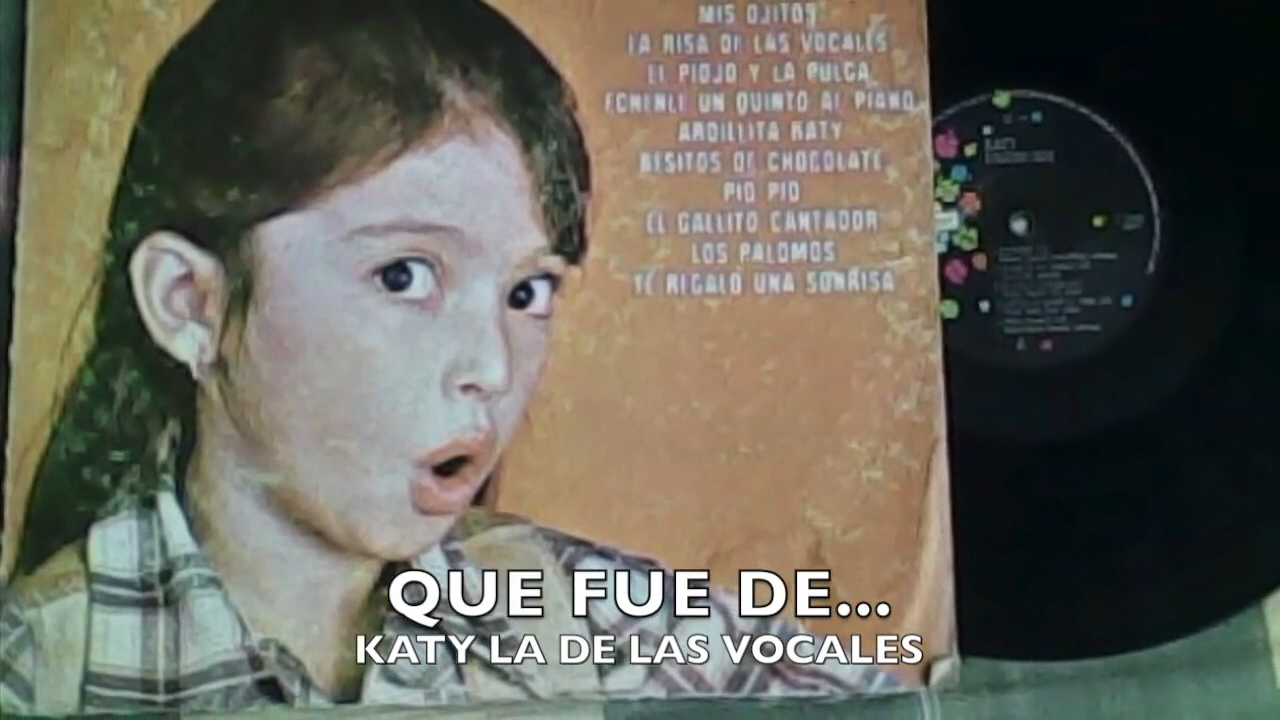 MIS OJITOS
LA RISA DE LAS VOCALES
EL PIOJO Y LA PULGA
ECHENLE UN QUINTO AL PIANO
ARDILLITA KATY
BESITOS DE CHOCOLATE
PIO PIO
EL GALLITO CANTADOR
LOS PALOMOS
TE REGALO UNA SONRISA
KATY
QUE FUE DE...
KATY LA DE LAS VOCALES